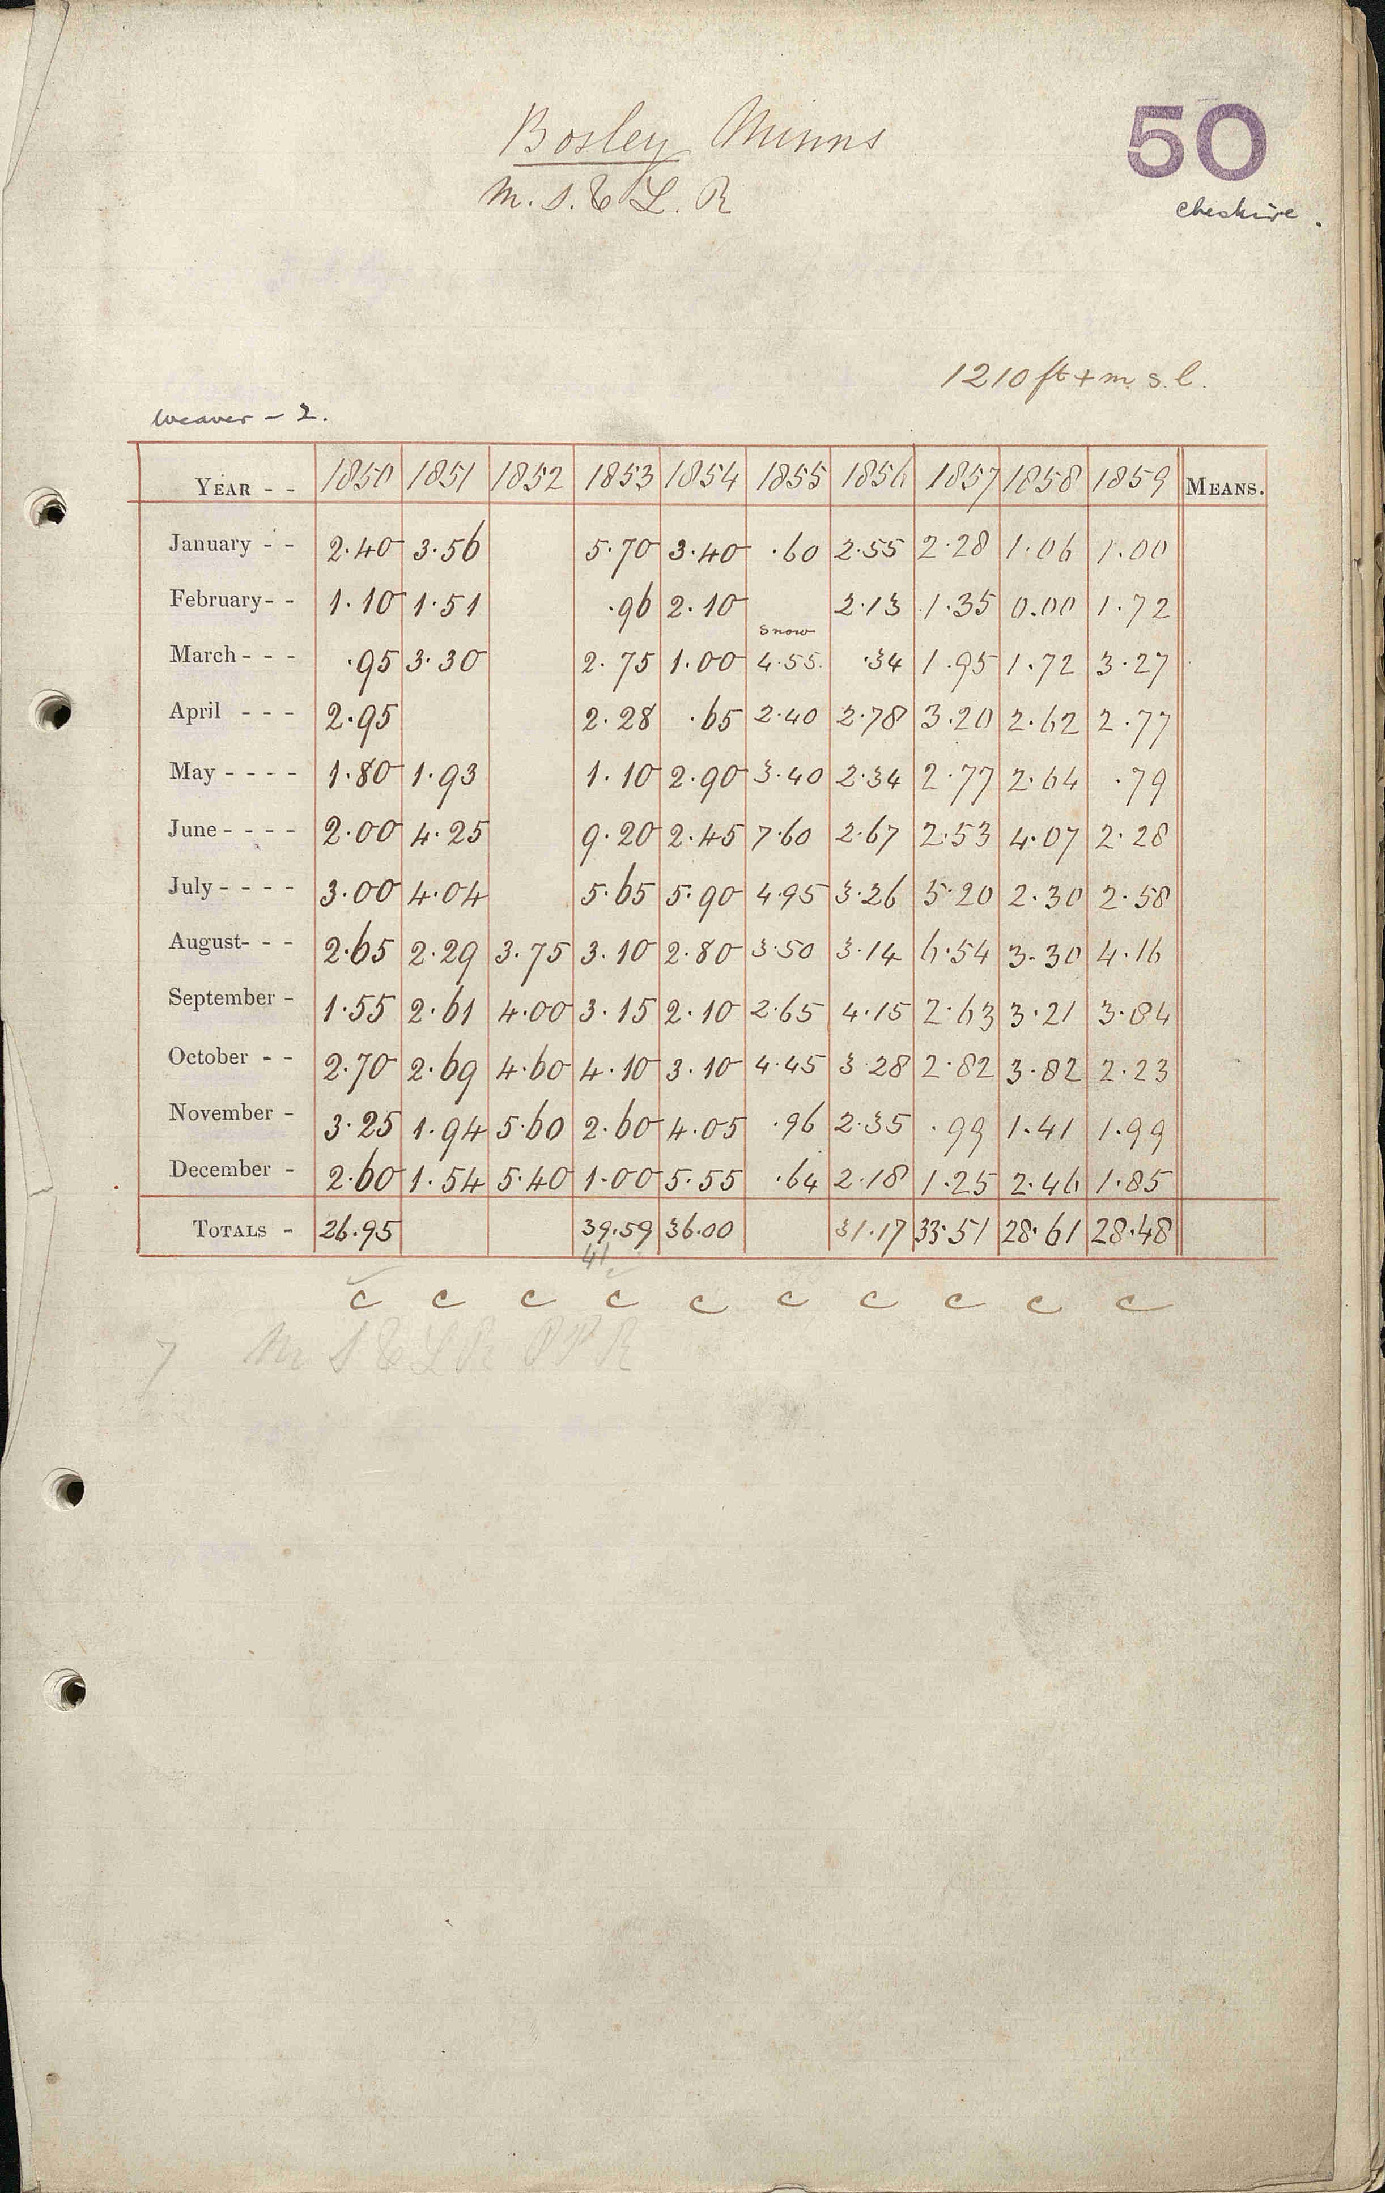 50
Bosley Minns
M. S. & L. R
Cheshire.
1210 ft + m. s. l.
Weaver - 2.
YEAR - - 1850 1851 1852 1853 1854 1855 1856 1857 1858 1859 MEANS.
January - - 2.40 3.56 5.70 3.40 .60 2.55 2.28 1.06 1.00
February - - 1.10 1.51 .96 2.10 2.13 1.35 0.00 1.72
snow
March - - - .95 3.30 2.75 1.00 4.55 .34 1.95 1.72 3.27
April - - - 2.95 2.28 .65 2.40 2.78 3.20 2.62 2.77
May - - - - 1.80 1.93 1.10 2.90 3.40 2.34 2.77 2.64 .79
June - - - - 2.00 4.25 9.20 2.45 7.60 2.67 2.53 4.07 2.28
July - - - - 3.00 4.04 5.65 5.90 4.95 3.26 5.20 2.30 2.58
August- - - 2.65 2.29 3.75 3.10 2.80 3.50 3.14 6.54 3.30 4.16
September - 1.55 2.61 4.00 3.15 2.10 2.65 4.15 2.63 3.21 3.84
October - - 2.70 2.69 4.60 4.10 3.10 4.45 3.28 2.82 3.82 2.23
November - 3.25 1.94 5.60 2.60 4.05 .96 2.35 .99 1.41 1.99
December - 2.60 1.54 5.40 1.00 5.55 .64 2.18 1.25 2.46 1.85
TOTALS - 26.95 39.59 36.00 31.17 33.51 28.61 28.48
41.
c c c c c c c c c c
7 M S & L R